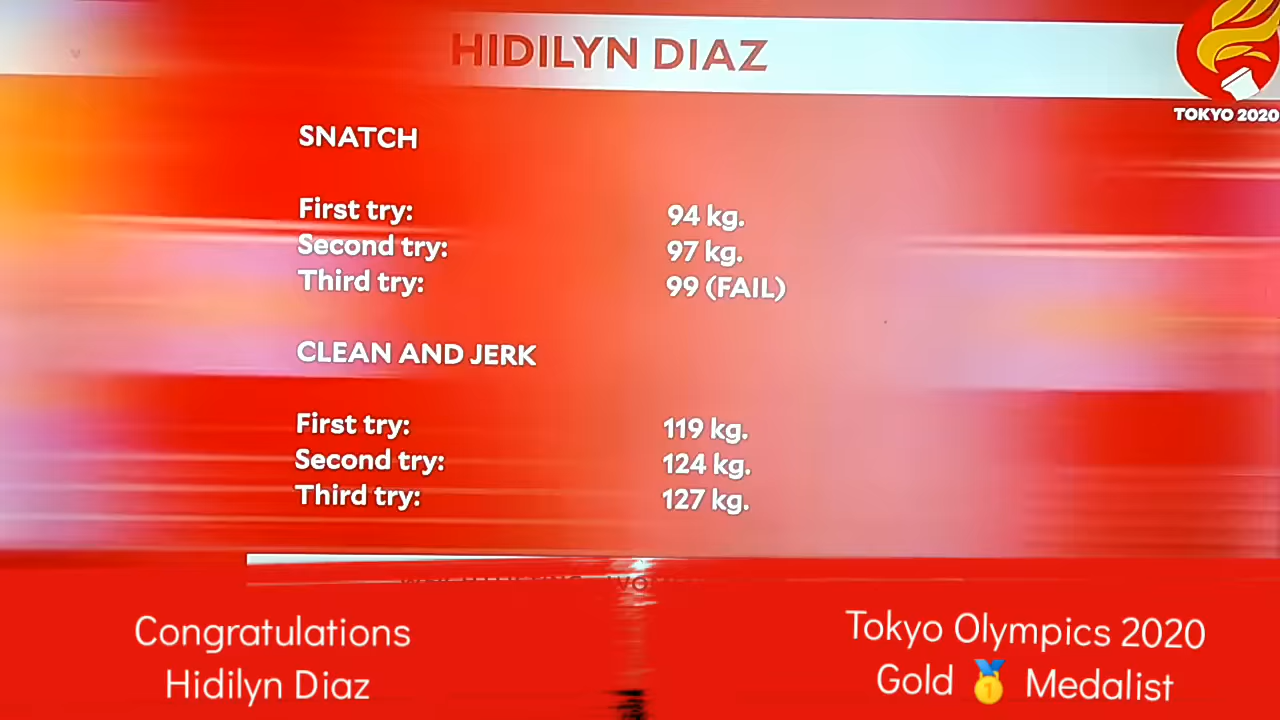 HIDILYN DIAZ
TOKYO 2020
SNATCH
First try: 94 kg.
Second try: 97 kg.
Third try: 99 (FAIL)
CLEAN AND JERK
First try: 119 kg.
Second try: 124 kg.
Third try: 127 kg.
Congratulations
Hidilyn Diaz
Tokyo Olympics 2020
Gold 🥇 Medalist